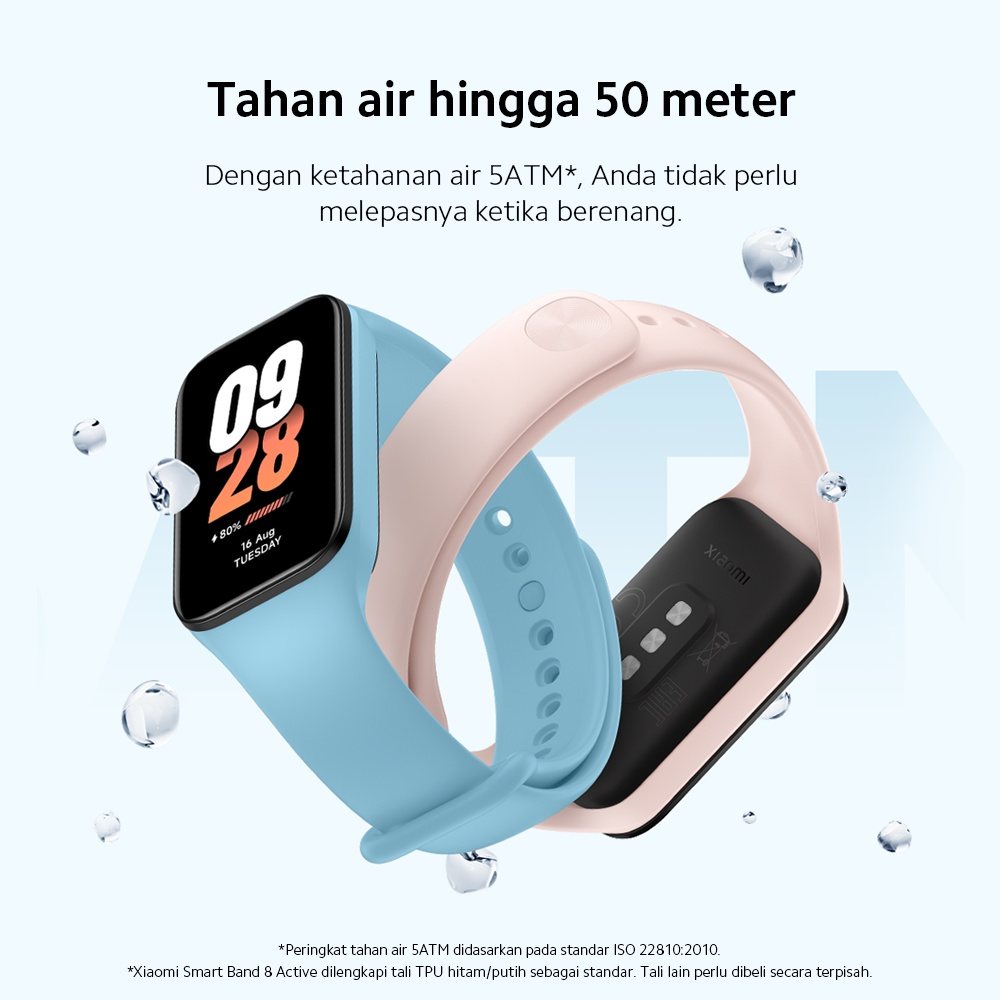 Tahan air hingga 50 meter
Dengan ketahanan air 5ATM*, Anda tidak perlu
melepasnya ketika berenang.
09
28
80%
16 Aug
TUESDAY
xiaomi
EAC
*Peringkat tahan air 5ATM didasarkan pada standar ISO 22810:2010.
*Xiaomi Smart Band 8 Active dilengkapi tali TPU hitam/putih sebagai standar. Tali lain perlu dibeli secara terpisah.